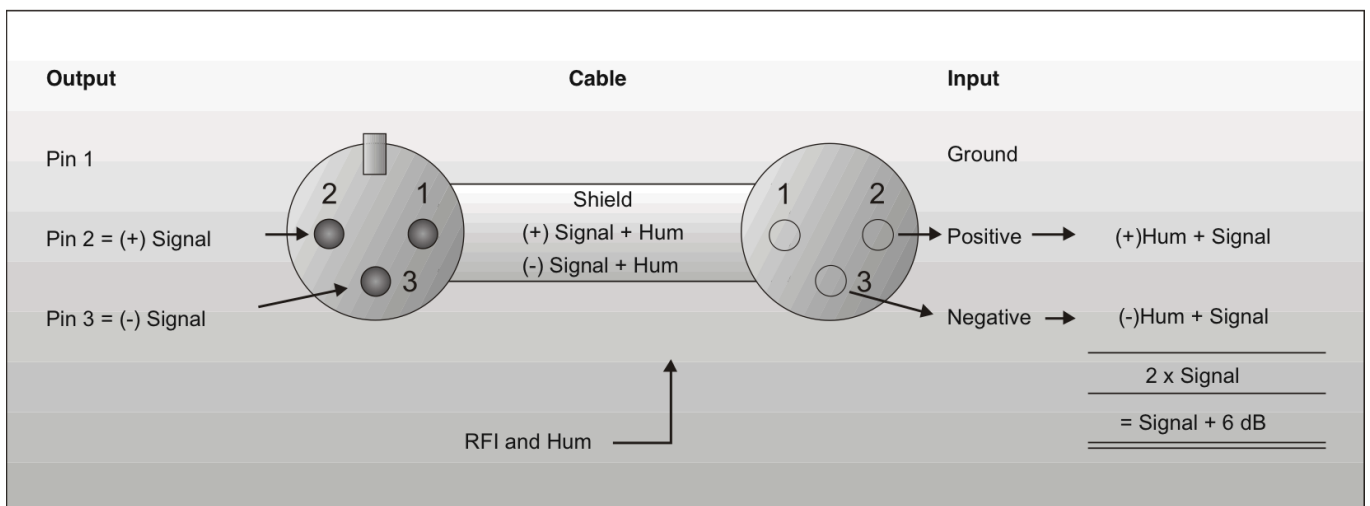 Output
Cable
Input
Pin 1
Ground
2
1
Shield
1
2
Pin 2 = (+) Signal
(+) Signal + Hum
Positive
(+)Hum + Signal
(-) Signal + Hum
3
3
Pin 3 = (-) Signal
Negative
(-)Hum + Signal
2 x Signal
= Signal + 6 dB
RFI and Hum